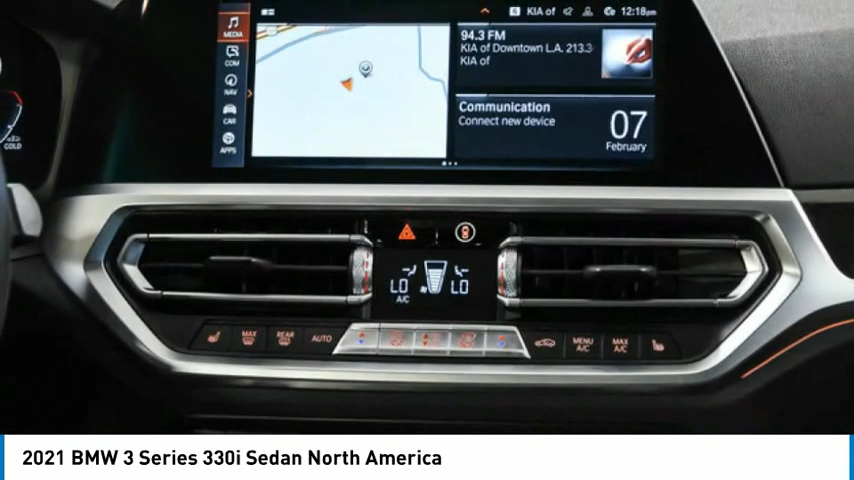 MEDIA
COM
NAV
CAR
APPS
KIA of
12:18pm
94.3 FM
KIA of Downtown L.A. 213.3
KIA of
Communication
Connect new device
07
February
COLD
LO
LO
A/C
MAX
REAR
AUTO
MENU
A/C
MAX
A/C
2021 BMW 3 Series 330i Sedan North America